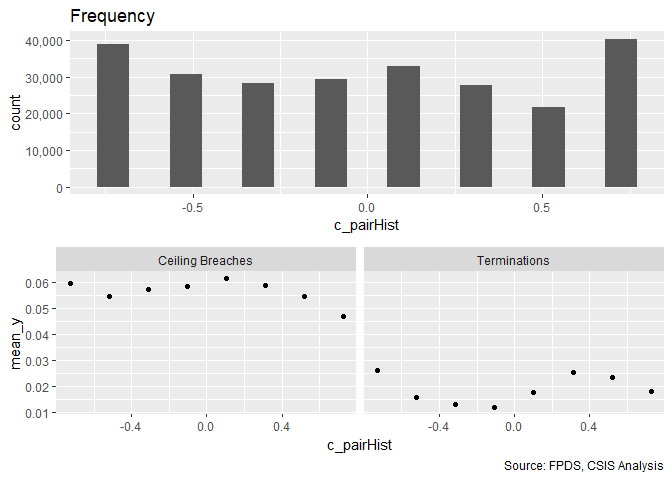 Frequency
40,000
30,000
20,000
10,000
0
count
-0.5 0.0 0.5
c_pairHist
Ceiling Breaches Terminations
0.06
0.05
0.04
0.03
0.02
0.01
mean_y
-0.4 0.0 0.4 -0.4 0.0 0.4
c_pairHist
Source: FPDS, CSIS Analysis